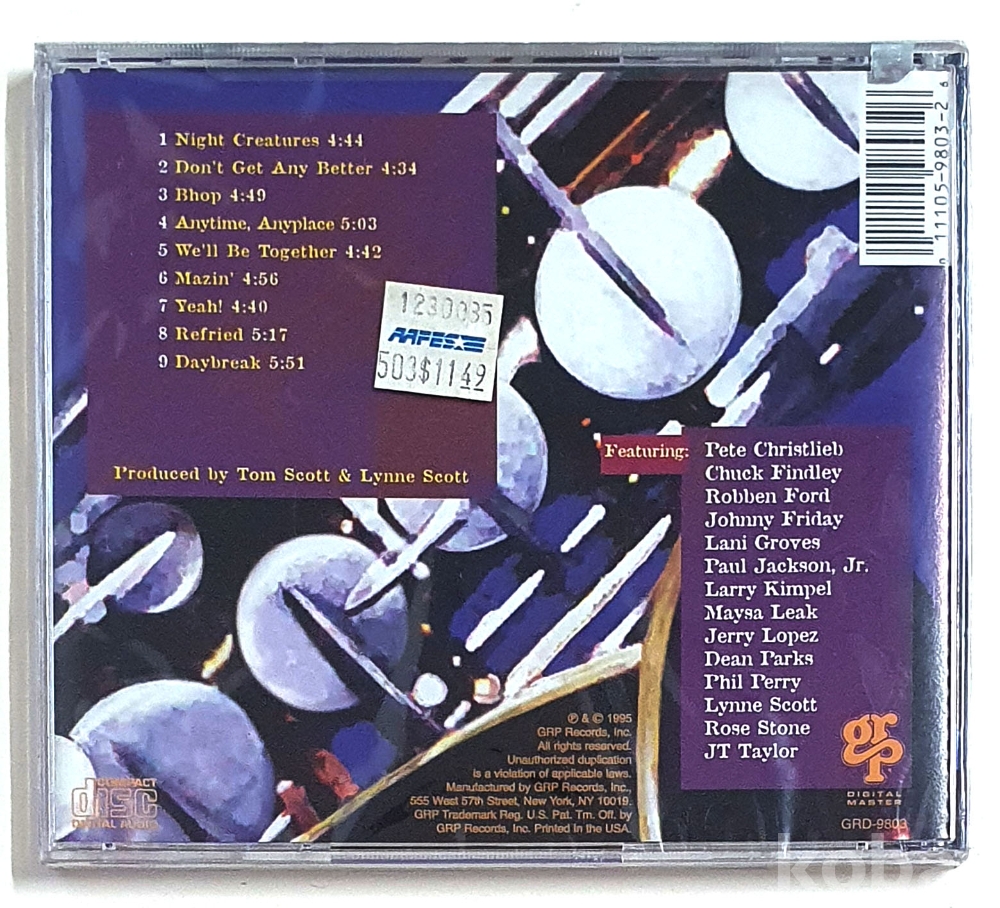 1 Night Creatures 4:44
2 Don't Get Any Better 4:34
3 Bhop 4:49
4 Anytime, Anyplace 5:03
5 We'll Be Together 4:42
6 Mazin' 4:56
7 Yeah! 4:40
8 Refried 5:17
9 Daybreak 5:51
1230035
AAFES
503$1149
Produced by Tom Scott & Lynne Scott
11105-9803-2
Featuring: Pete Christlieb
Chuck Findley
Robben Ford
Johnny Friday
Lani Groves
Paul Jackson, Jr.
Larry Kimpel
Maysa Leak
Jerry Lopez
Dean Parks
Phil Perry
Lynne Scott
Rose Stone
JT Taylor
℗ & © 1995
GRP Records, Inc.
All rights reserved.
Unauthorized duplication
is a violation of applicable laws.
Manufactured by GRP Records, Inc.,
555 West 57th Street, New York, NY 10019.
GRP Trademark Reg. U.S. Pat. Tm. Off. by
GRP Records, Inc. Printed in the USA.
COMPACT
disc
DIGITAL AUDIO
grp
DIGITAL
MASTER
GRD-9803